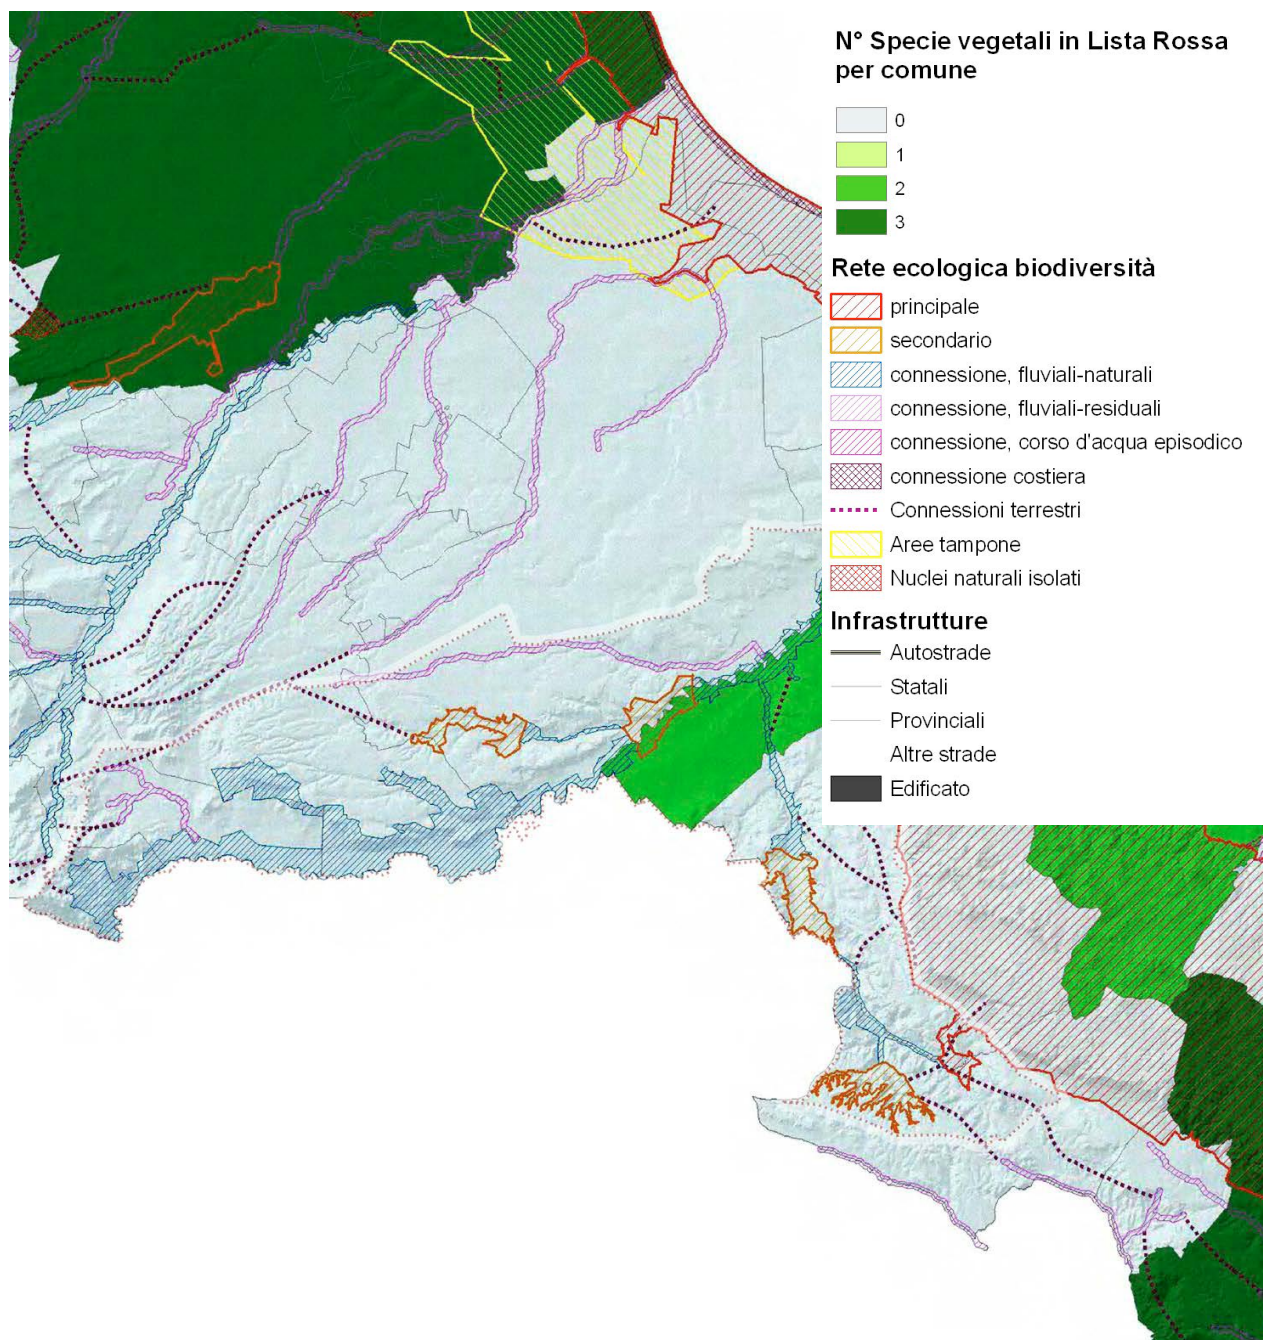 N° Specie vegetali in Lista Rossa
per comune
0
1
2
3
Rete ecologica biodiversità
principale
secondario
connessione, fluviali-naturali
connessione, fluviali-residuali
connessione, corso d'acqua episodico
connessione costiera
Connessioni terrestri
Aree tampone
Nuclei naturali isolati
Infrastrutture
Autostrade
Statali
Provinciali
Altre strade
Edificato